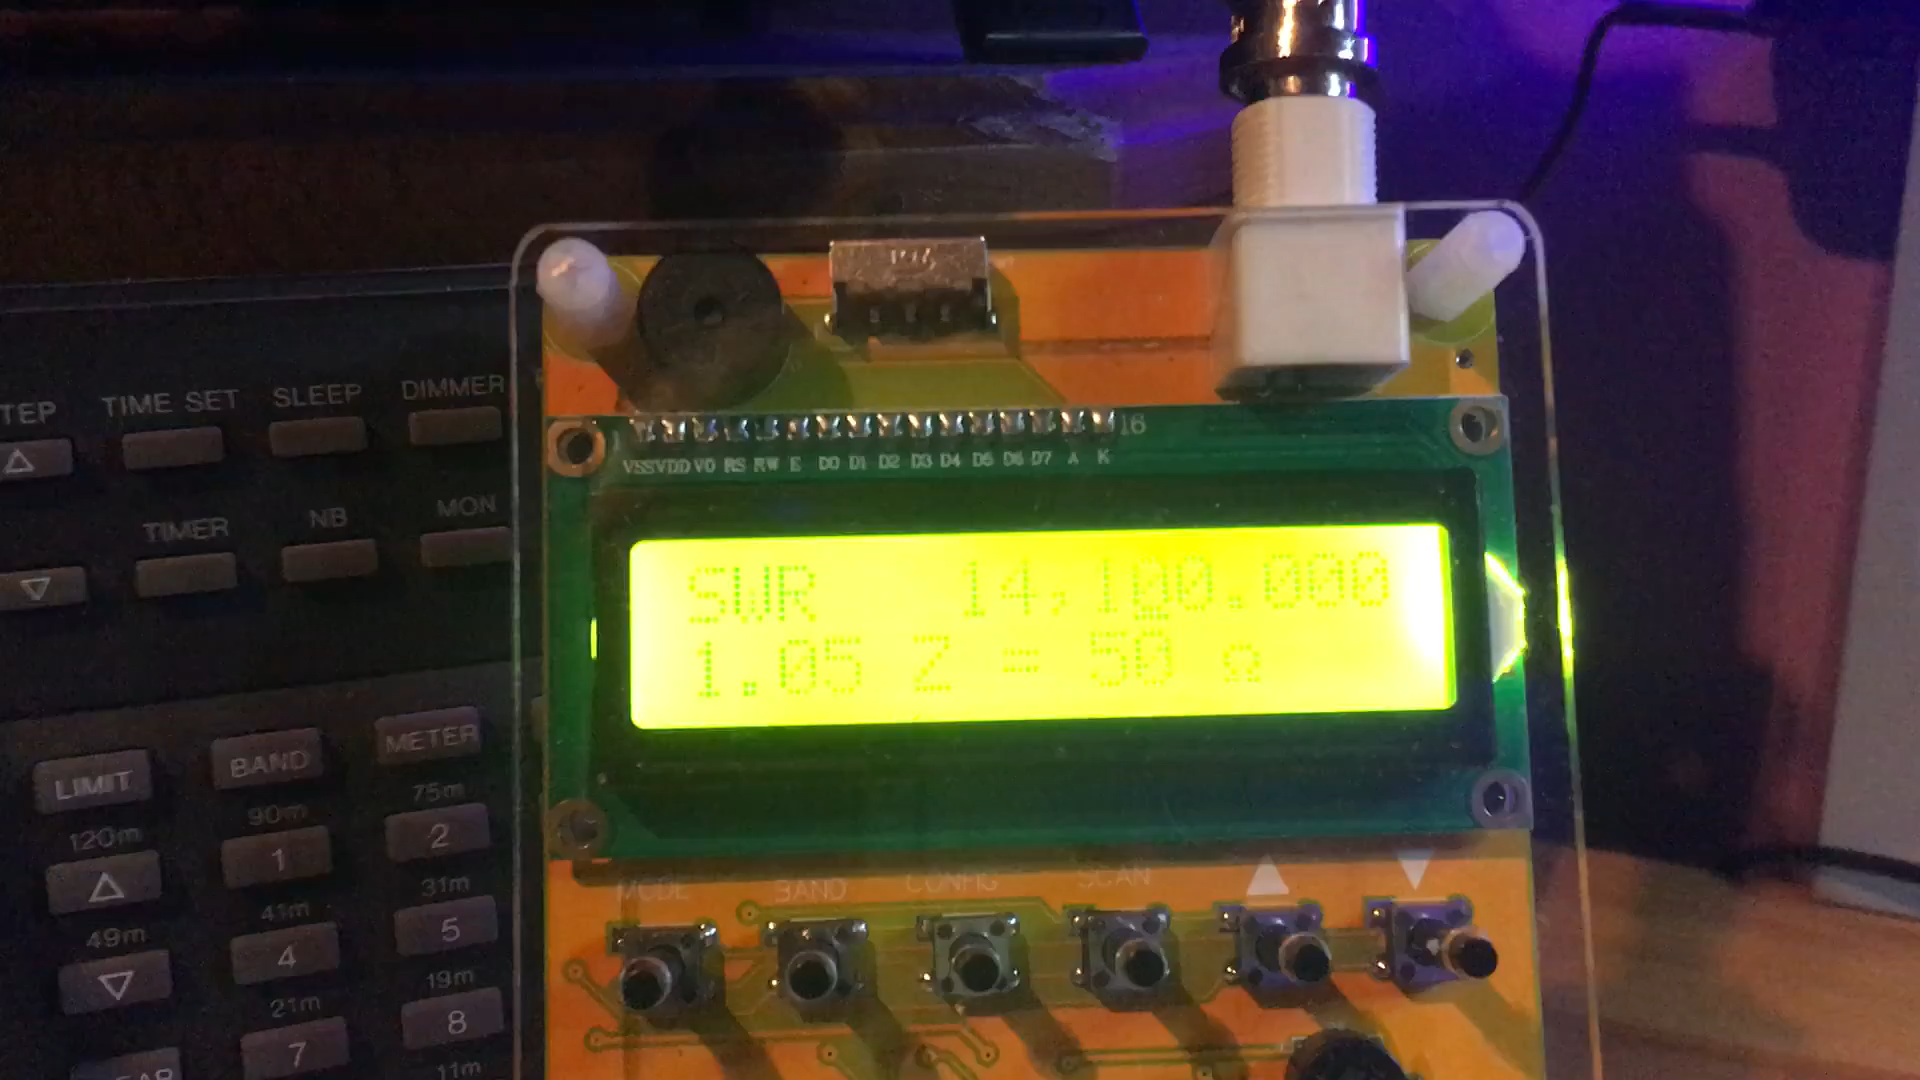 TEP TIME SET SLEEP DIMMER
TIMER NB MON
LIMIT BAND METER
120m 90m 75m
1 2
49m 41m 31m
4 5
21m 19m
7 8
11m
16
VSS VDD V0 RS RW E D0 D1 D2 D3 D4 D5 D6 D7 A K
SWR 14,100.000
1.05 Z = 50 Ω
MODE BAND CONFIG SCAN